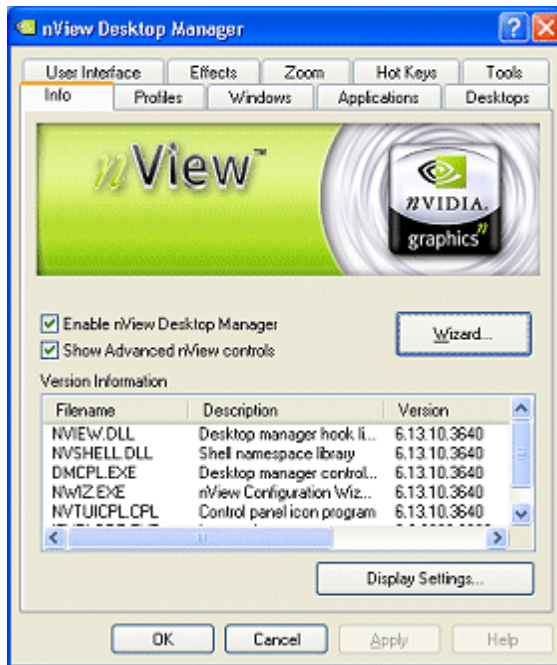 nView Desktop Manager
User Interface Effects Zoom Hot Keys Tools
Info Profiles Windows Applications Desktops
nView™
nVIDIA.
graphics n
Enable nView Desktop Manager
Show Advanced nView controls
Wizard...
Version Information
Filename Description Version
NVIEW.DLL Desktop manager hook li... 6.13.10.3640
NVSHELL.DLL Shell namespace library 6.13.10.3640
DMCPL.EXE Desktop manager control... 6.13.10.3640
NWIZ.EXE nView Configuration Wiz... 6.13.10.3640
NVTUICPL.CPL Control panel icon program 6.13.10.3640
Display Settings...
OK Cancel Apply Help